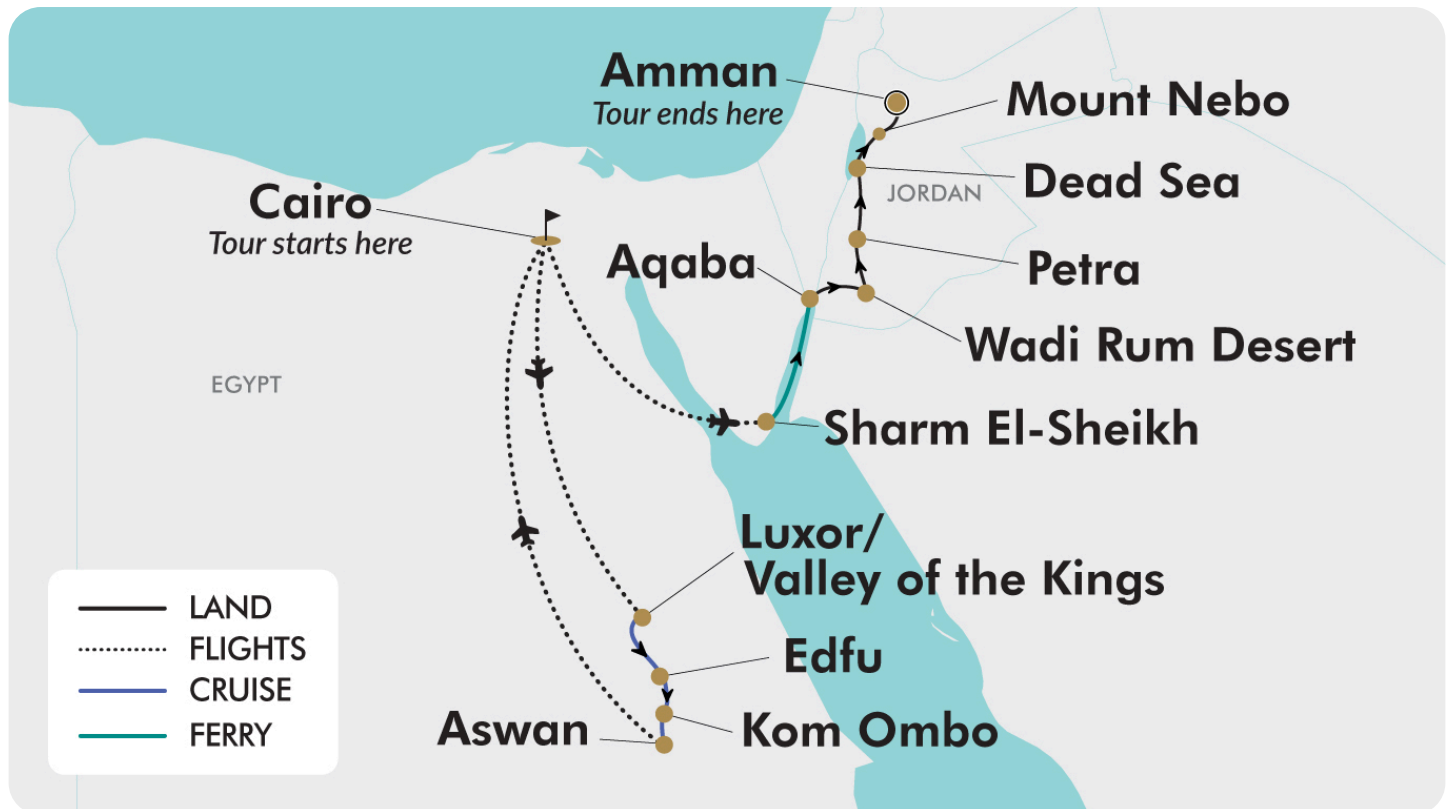 Amman
Tour ends here
Mount Nebo
Dead Sea
JORDAN
Cairo
Tour starts here
Aqaba
Petra
Wadi Rum Desert
EGYPT
Sharm El-Sheikh
Luxor/
Valley of the Kings
Edfu
Kom Ombo
Aswan
LAND
FLIGHTS
CRUISE
FERRY